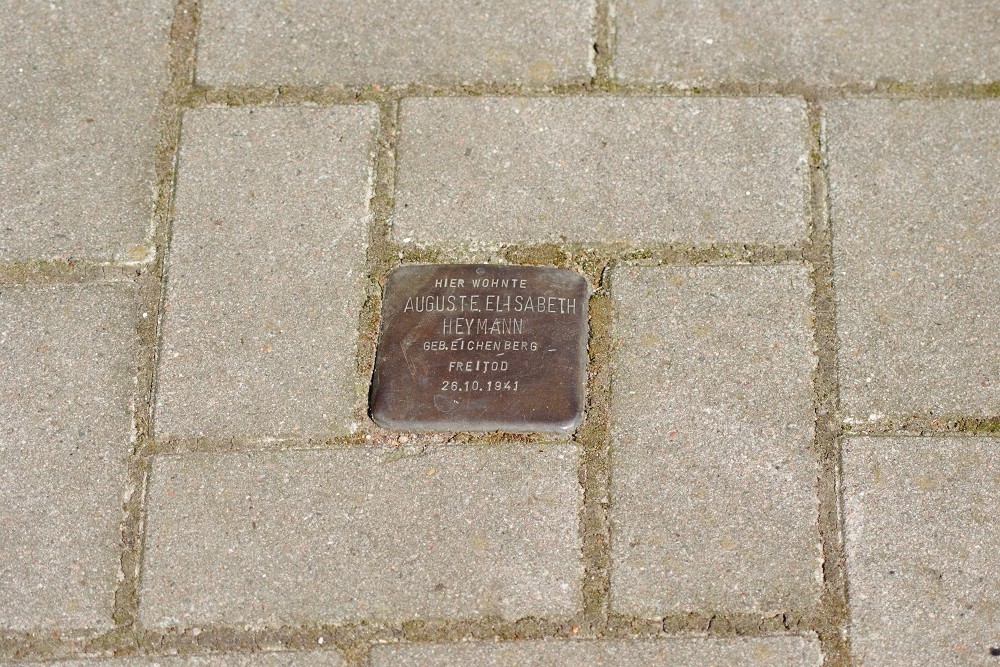 HIER WOHNTE
AUGUSTE ELISABETH
HEYMANN
GEB. EICHENBERG
FREITOD
26.10.1941